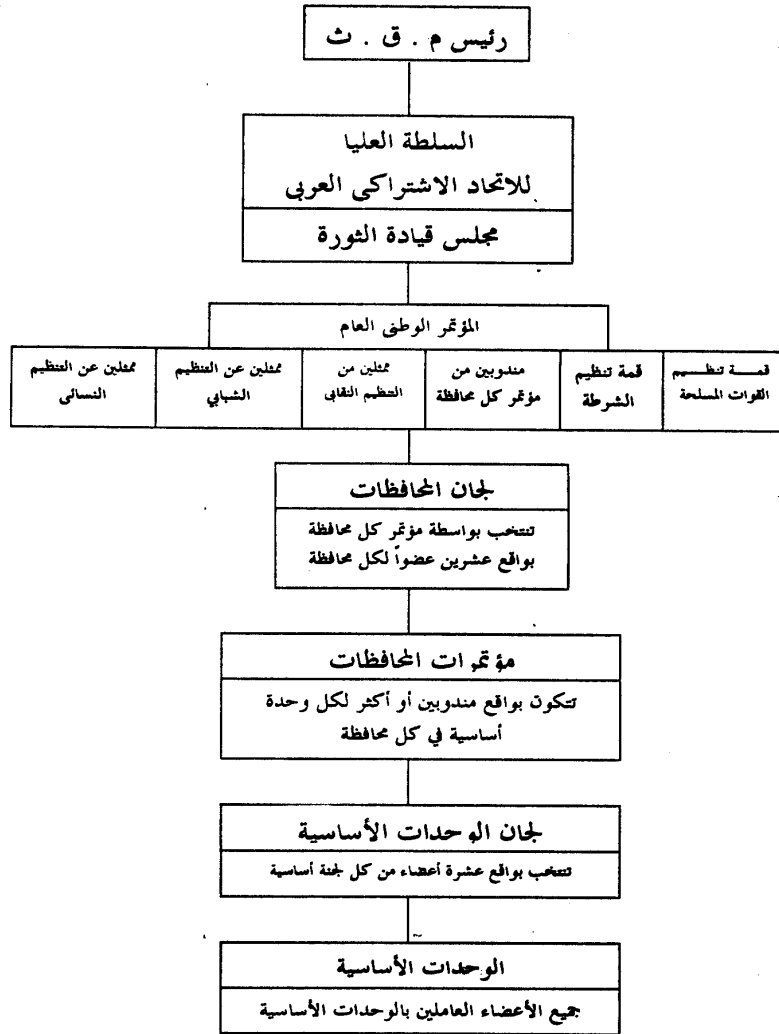 رئيس م . ق . ث
السلطة العليا
للاتحاد الاشتراكى العربى
مجلس قيادة الثورة
المؤتمر الوطنى العام
قمـــة تنظـــيم
القوات المسلحة
قمة تنظيم
الشرطة
مندوبين من
مؤتمر كل محافظة
ممثلين من
التنظيم النقابى
ممثلين عن التنظيم
الشبابي
ممثلين عن التنظيم
النسائى
لجان المحافظات
تنتخب بواسطة مؤتمر كل محافظة
بواقع عشرين عضواً لكل محافظة
مؤتمرات المحافظات
تتكون بواقع مندوبين أو أكثر لكل وحدة
أساسية في كل محافظة
لجان الوحدات الأساسية
تنتخب بواقع عشرة أعضاء من كل لجنة أساسية
الوحدات الأساسية
جميع الأعضاء العاملين بالوحدات الأساسية